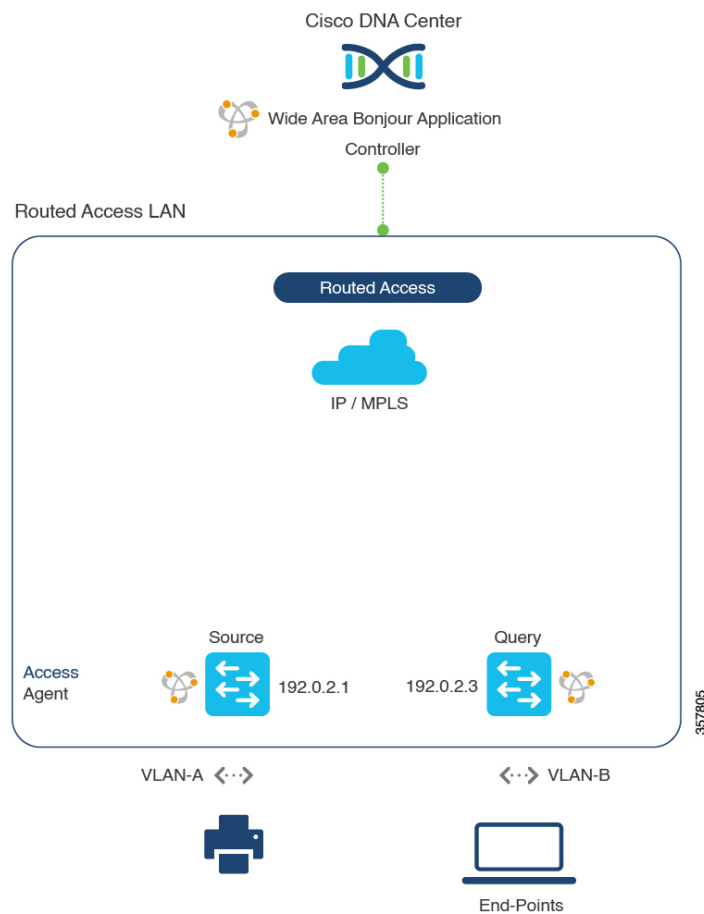 Cisco DNA Center
Wide Area Bonjour Application
Controller
Routed Access LAN
Routed Access
IP / MPLS
Source
Query
Access
Agent
192.0.2.1
192.0.2.3
357805
VLAN-A
VLAN-B
End-Points